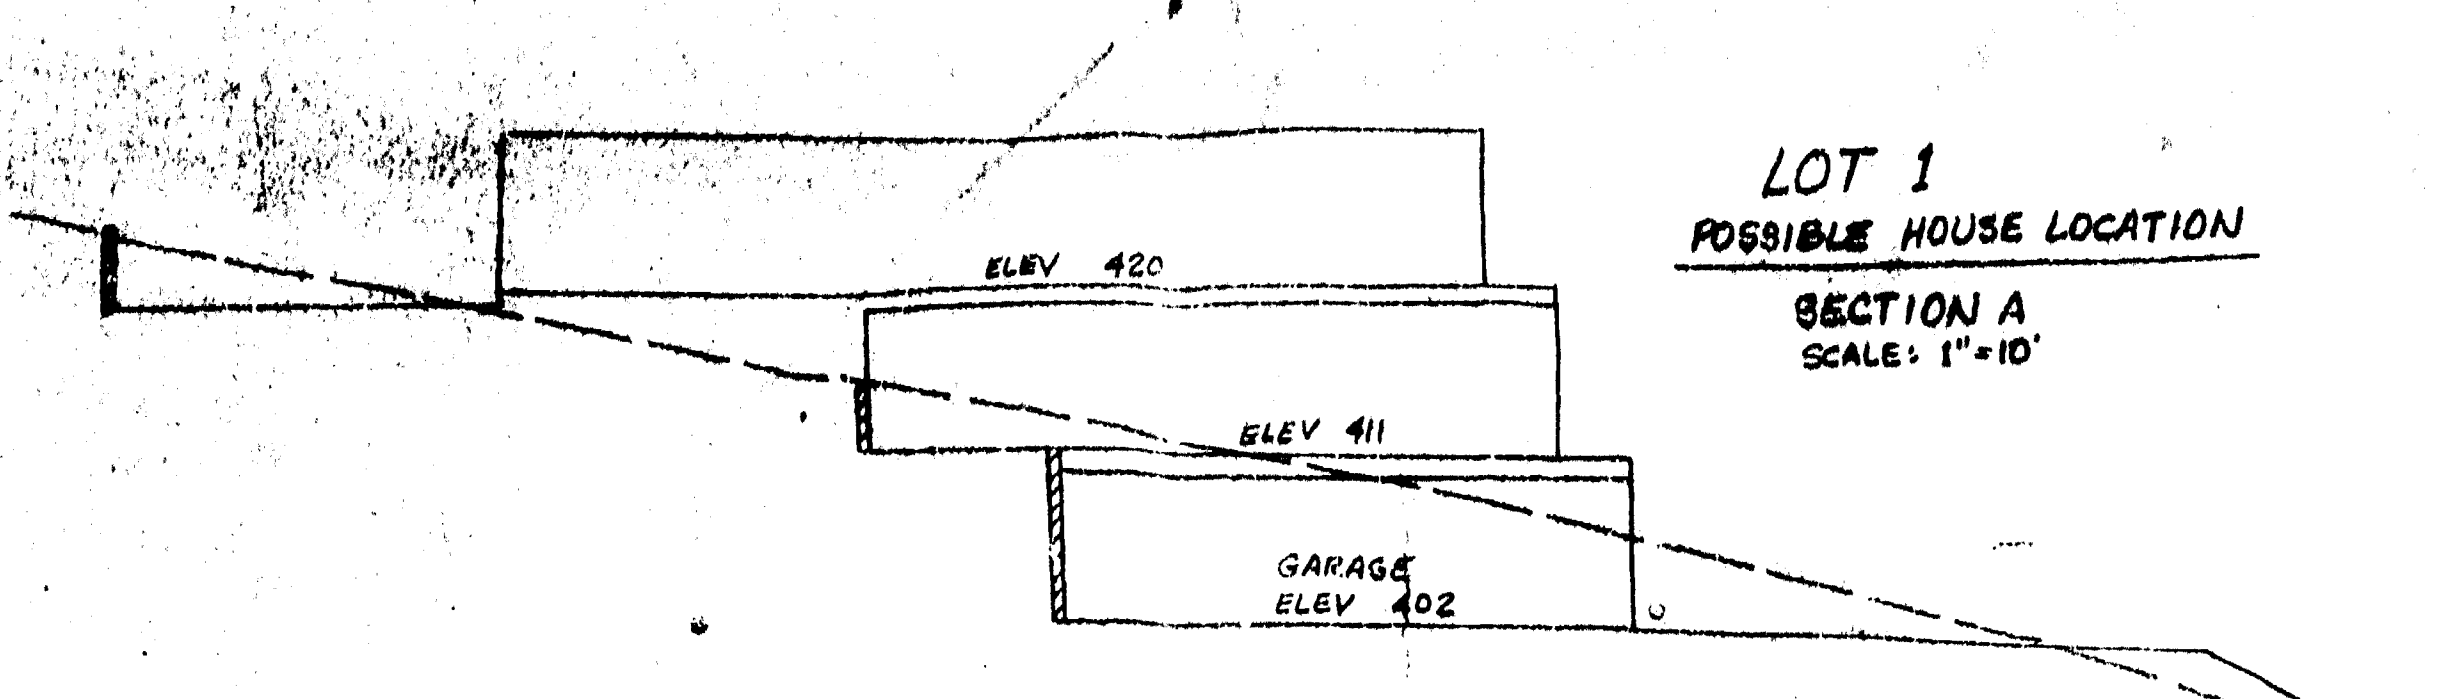 LOT 1
POSSIBLE HOUSE LOCATION
SECTION A
SCALE: 1"=10'
ELEV 420
ELEV 411
GARAGE
ELEV 402